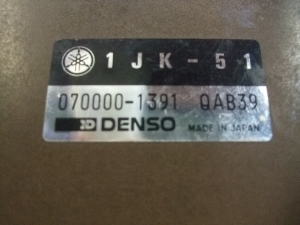 1JK-51
070000-1391 QAB39
DENSO MADE IN JAPAN